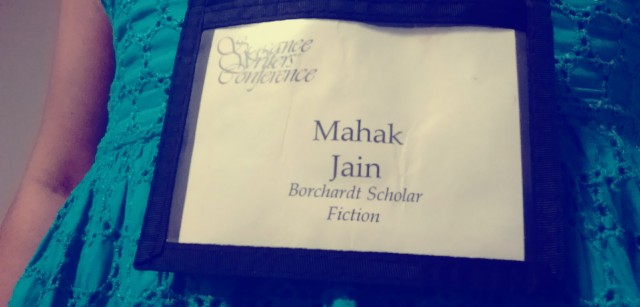 Sewanee
Writers'
Conference
Mahak
Jain
Borchardt Scholar
Fiction